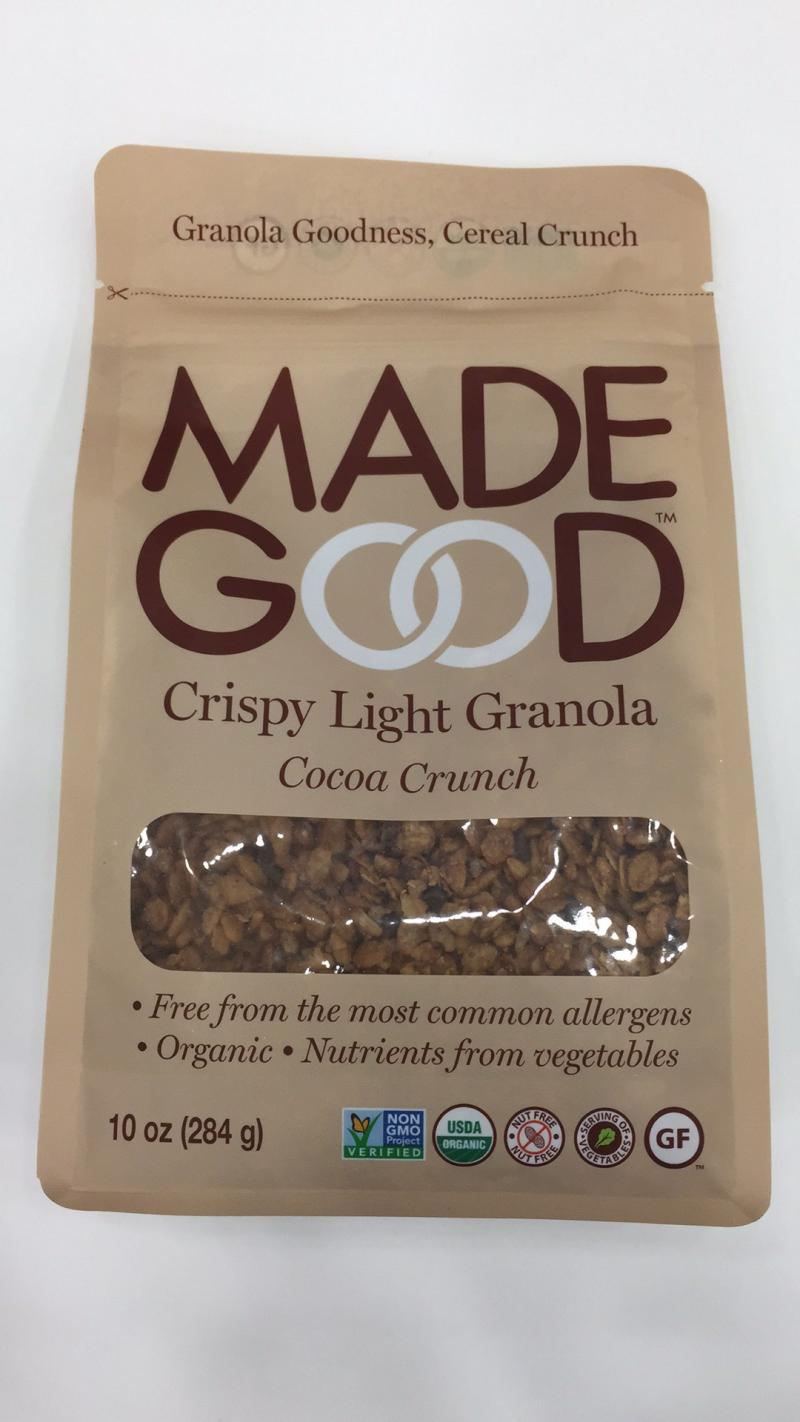 Granola Goodness, Cereal Crunch
MADE
GOOD™
Crispy Light Granola
Cocoa Crunch
• Free from the most common allergens
• Organic • Nutrients from vegetables
10 oz (284 g)
NON
GMO
Project
VERIFIED
USDA
ORGANIC
NUT FREE
NUT FREE
SERVING OF
VEGETABLES
GF
TM